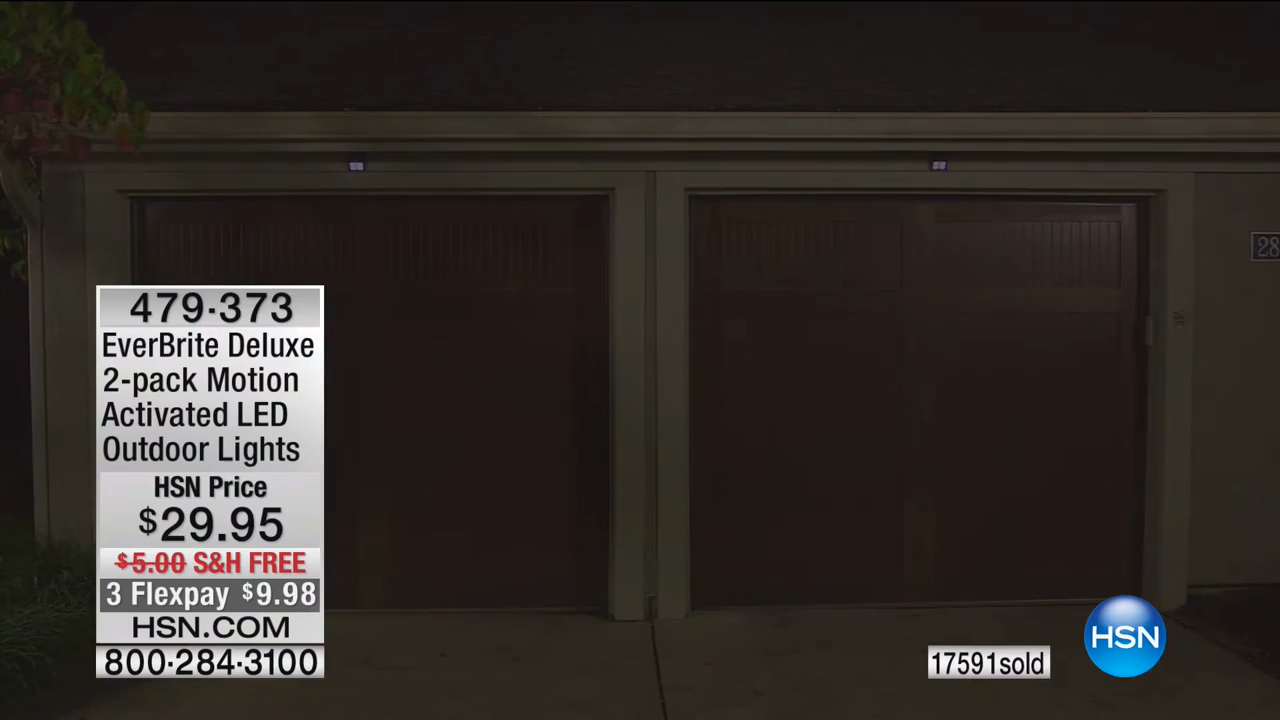 479·373
EverBrite Deluxe
2-pack Motion
Activated LED
Outdoor Lights
HSN Price
$29.95
$5.00 S&H FREE
3 Flexpay $9.98
HSN.COM
800·284·3100
28
17591sold
HSN